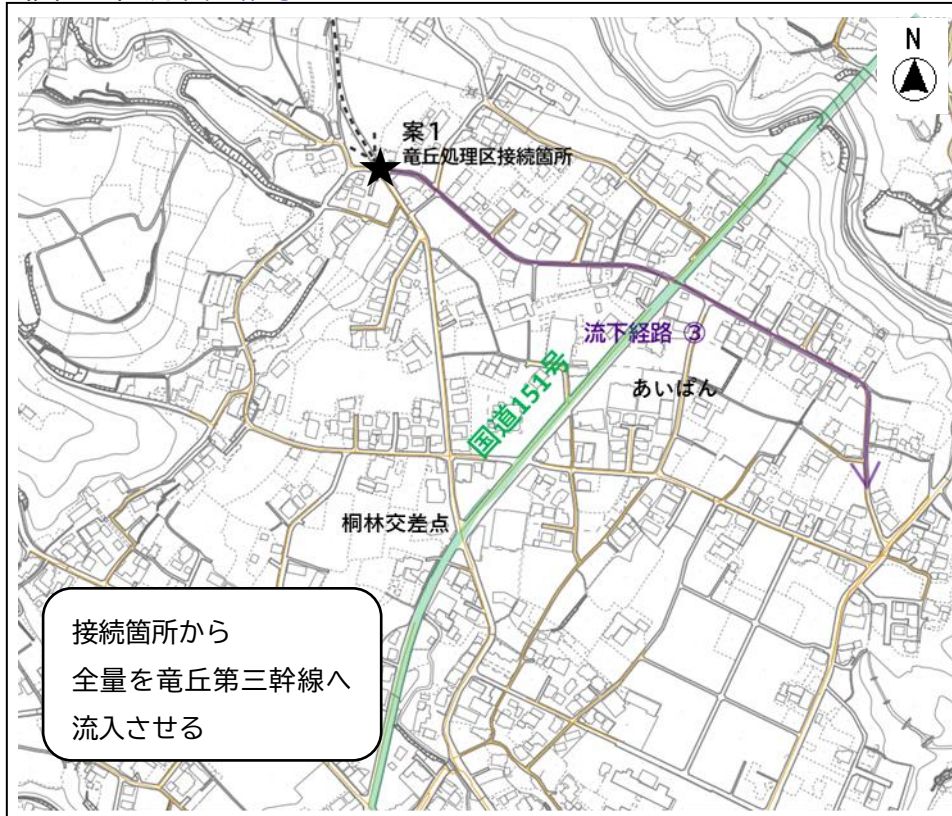 N
案1
竜丘処理区接続箇所
流下経路 ③
あいぱん
国道151号
桐林交差点
接続箇所から
全量を竜丘第三幹線へ
流入させる